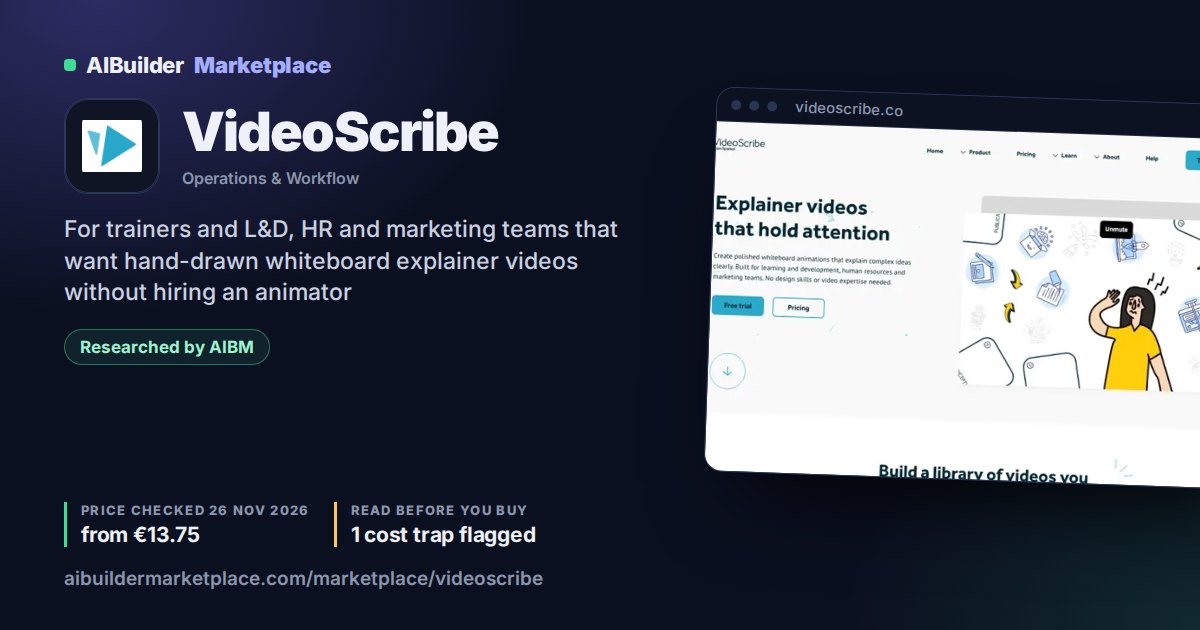 AIBuilder Marketplace
VideoScribe
Operations & Workflow
For trainers and L&D, HR and marketing teams that
want hand-drawn whiteboard explainer videos
without hiring an animator
Researched by AIBM
PRICE CHECKED 26 NOV 2026
from €13.75
READ BEFORE YOU BUY
1 cost trap flagged
aibuildermarketplace.com/marketplace/videoscribe
videoscribe.co
VideoScribe
Home
Product
Pricing
Learn
About
Help
Explainer videos
that hold attention
Create polished whiteboard animations that explain complex ideas
clearly. Built for learning and development, human resources and
marketing teams. No design skills or video expertise needed.
Free trial
Pricing
Unmute
Build a library of videos you